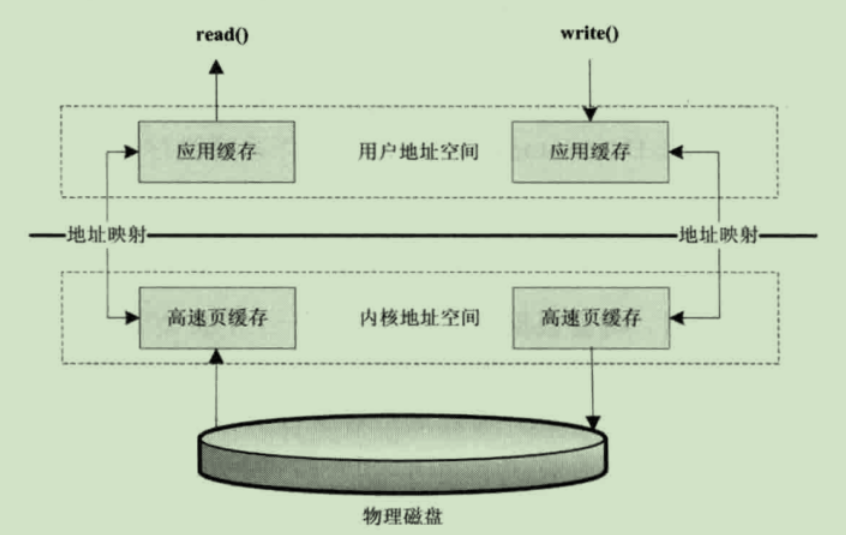 read() write()
应用缓存 用户地址空间 应用缓存
地址映射 地址映射
高速页缓存 内核地址空间 高速页缓存
物理磁盘